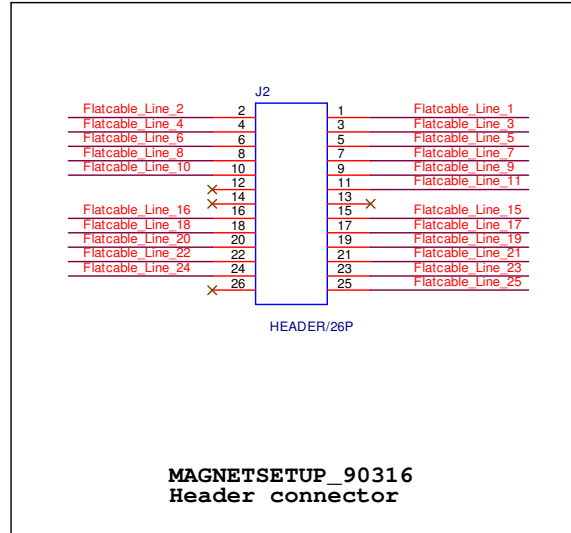 J2
Flatcable_Line_2 2 1 Flatcable_Line_1
Flatcable_Line_4 4 3 Flatcable_Line_3
Flatcable_Line_6 6 5 Flatcable_Line_5
Flatcable_Line_8 8 7 Flatcable_Line_7
Flatcable_Line_10 10 9 Flatcable_Line_9
12 11 Flatcable_Line_11
14 13
Flatcable_Line_16 16 15 Flatcable_Line_15
Flatcable_Line_18 18 17 Flatcable_Line_17
Flatcable_Line_20 20 19 Flatcable_Line_19
Flatcable_Line_22 22 21 Flatcable_Line_21
Flatcable_Line_24 24 23 Flatcable_Line_23
26 25 Flatcable_Line_25
HEADER/26P
MAGNETSETUP_90316
Header connector